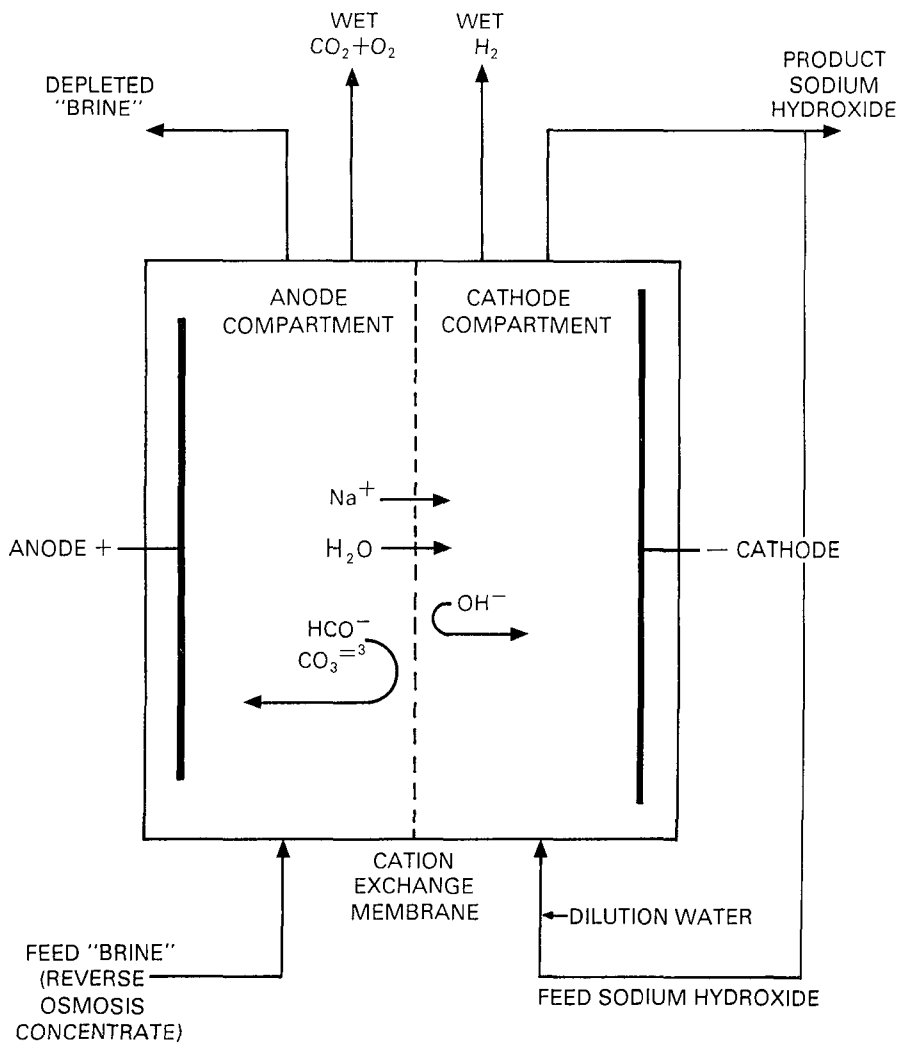 WET
CO₂+O₂
WET
H₂
DEPLETED
"BRINE"
PRODUCT
SODIUM
HYDROXIDE
ANODE
COMPARTMENT
CATHODE
COMPARTMENT
Na⁺
H₂O
ANODE +
— CATHODE
OH⁻
HCO⁻
CO₃⁼³
CATION
EXCHANGE
MEMBRANE
DILUTION WATER
FEED "BRINE"
(REVERSE
OSMOSIS
CONCENTRATE)
FEED SODIUM HYDROXIDE